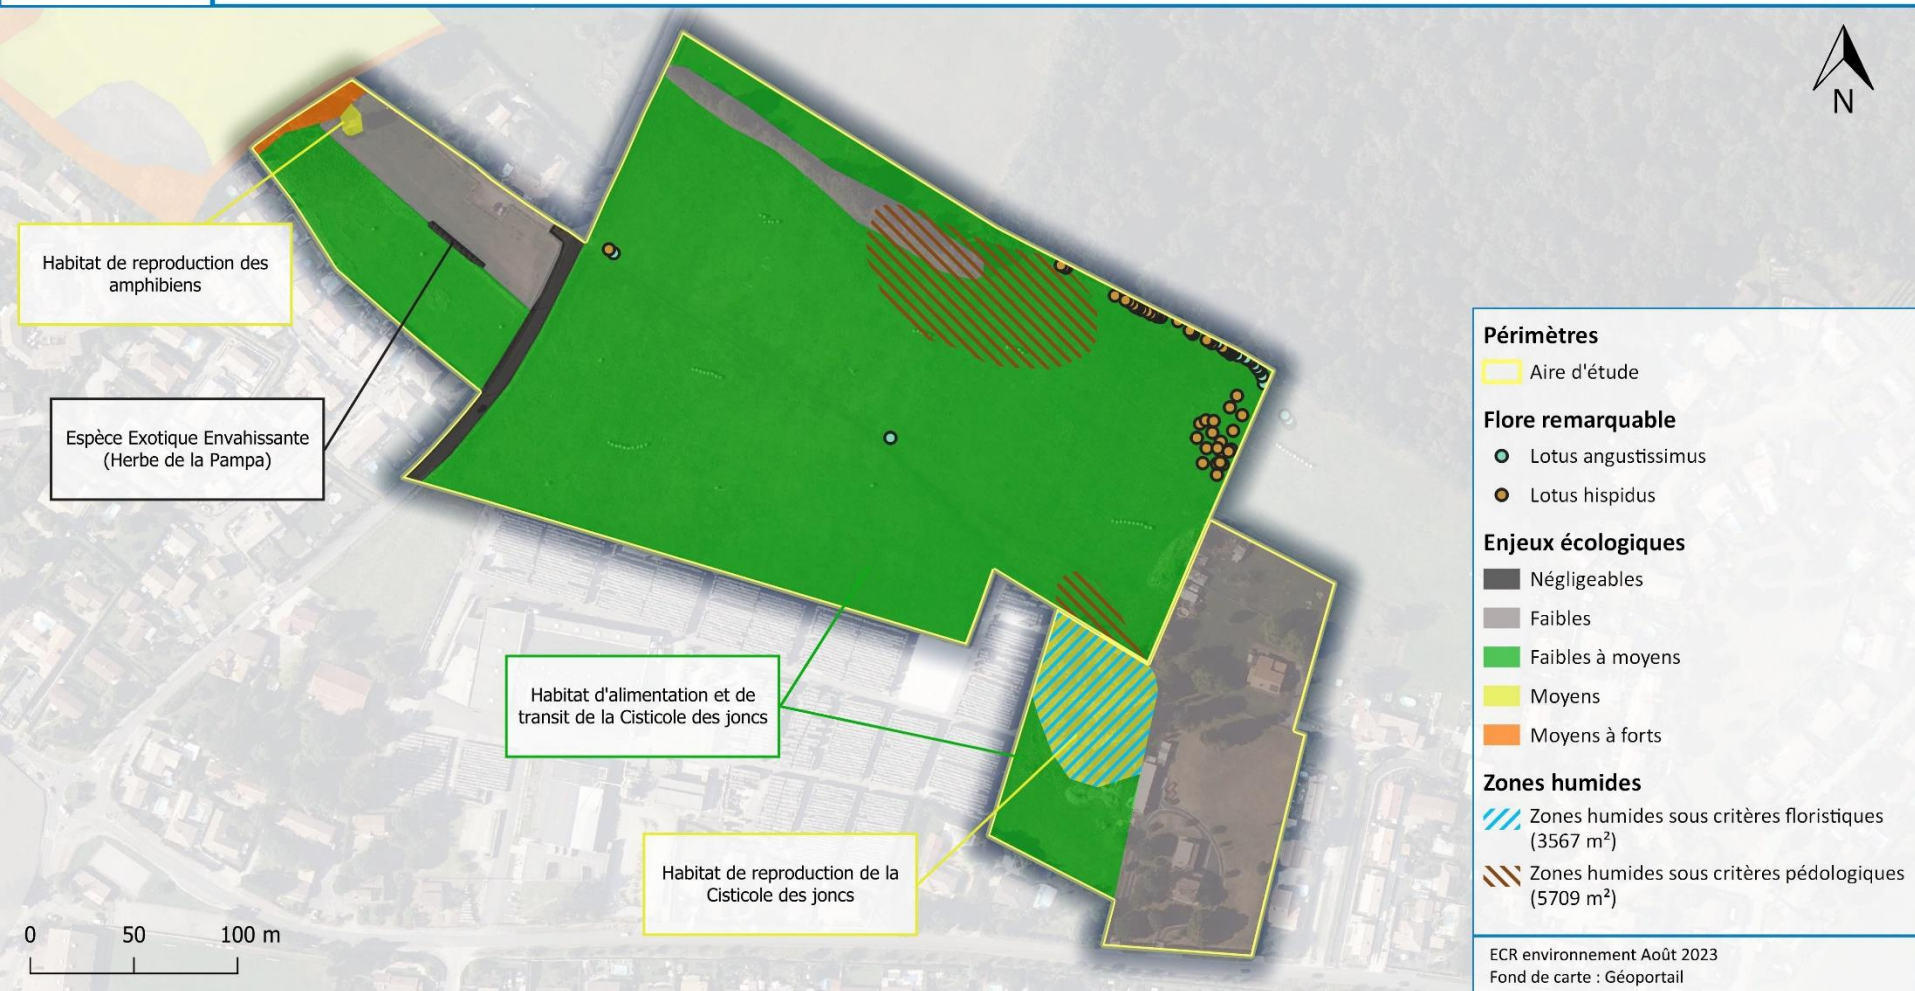 N
Habitat de reproduction des
amphibiens
Espèce Exotique Envahissante
(Herbe de la Pampa)
Habitat d'alimentation et de
transit de la Cisticole des joncs
Habitat de reproduction de la
Cisticole des joncs
0 50 100 m
Périmètres
Aire d'étude
Flore remarquable
Lotus angustissimus
Lotus hispidus
Enjeux écologiques
Négligeables
Faibles
Faibles à moyens
Moyens
Moyens à forts
Zones humides
Zones humides sous critères floristiques
(3567 m²)
Zones humides sous critères pédologiques
(5709 m²)
ECR environnement Août 2023
Fond de carte : Géoportail